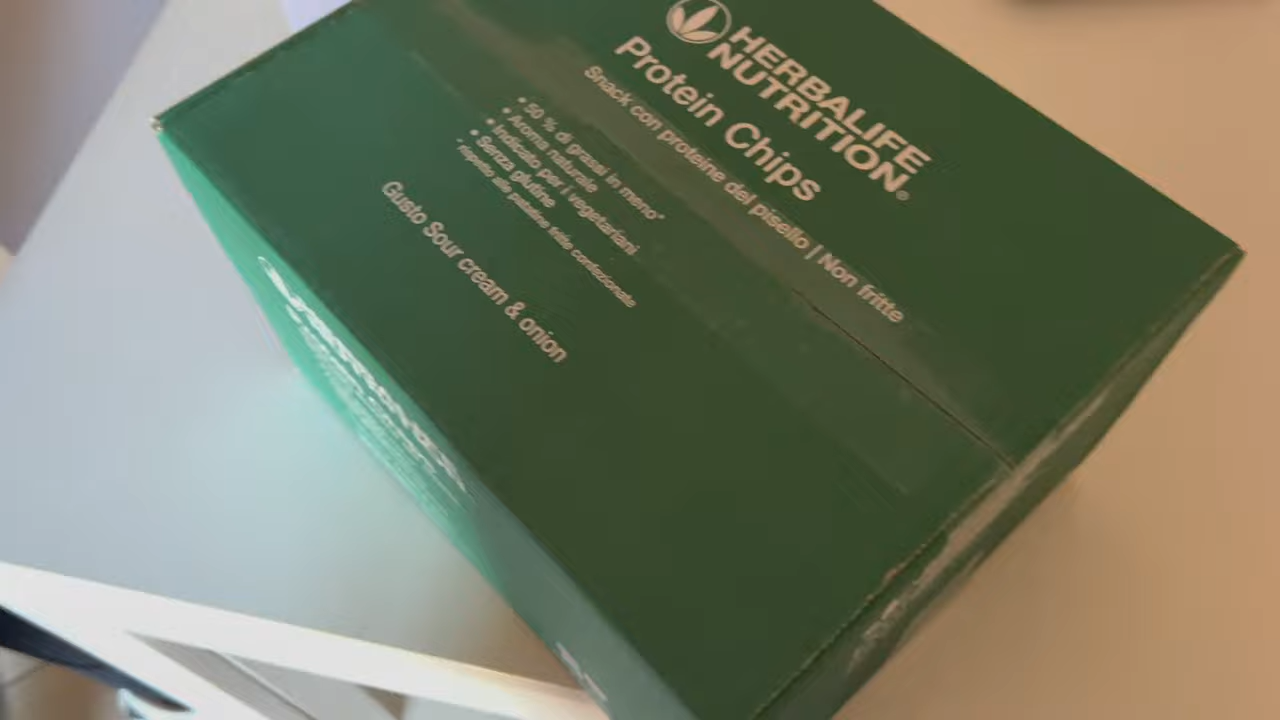 HERBALIFE
NUTRITION®
Protein Chips
Snack con proteine del pisello | Non fritte
• 50 % di grassi in meno*
• Aroma naturale
• Indicato per i vegetariani
• Senza glutine
* rispetto alle patatine fritte confezionate
Gusto Sour cream & onion